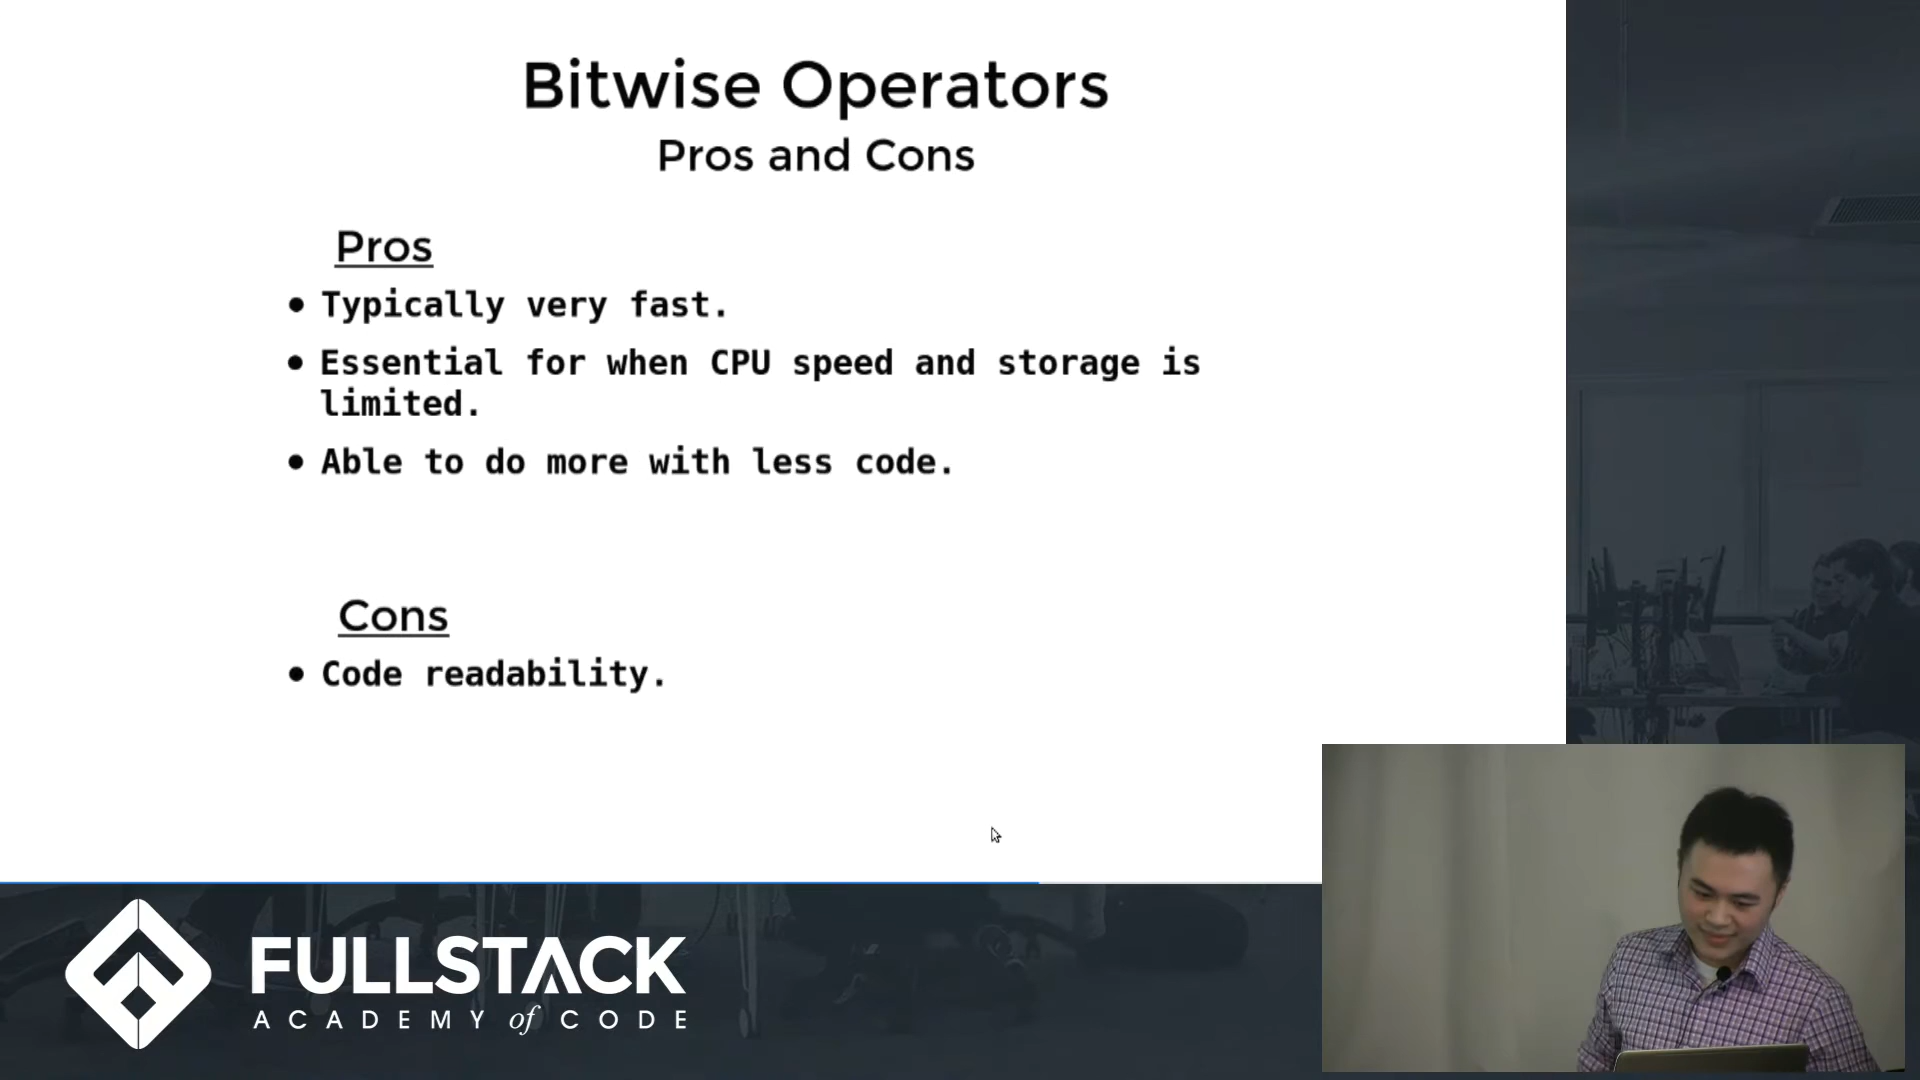 Bitwise Operators
Pros and Cons
Pros
• Typically very fast.
• Essential for when CPU speed and storage is
limited.
• Able to do more with less code.
Cons
• Code readability.
FULLSTACK
ACADEMY of CODE